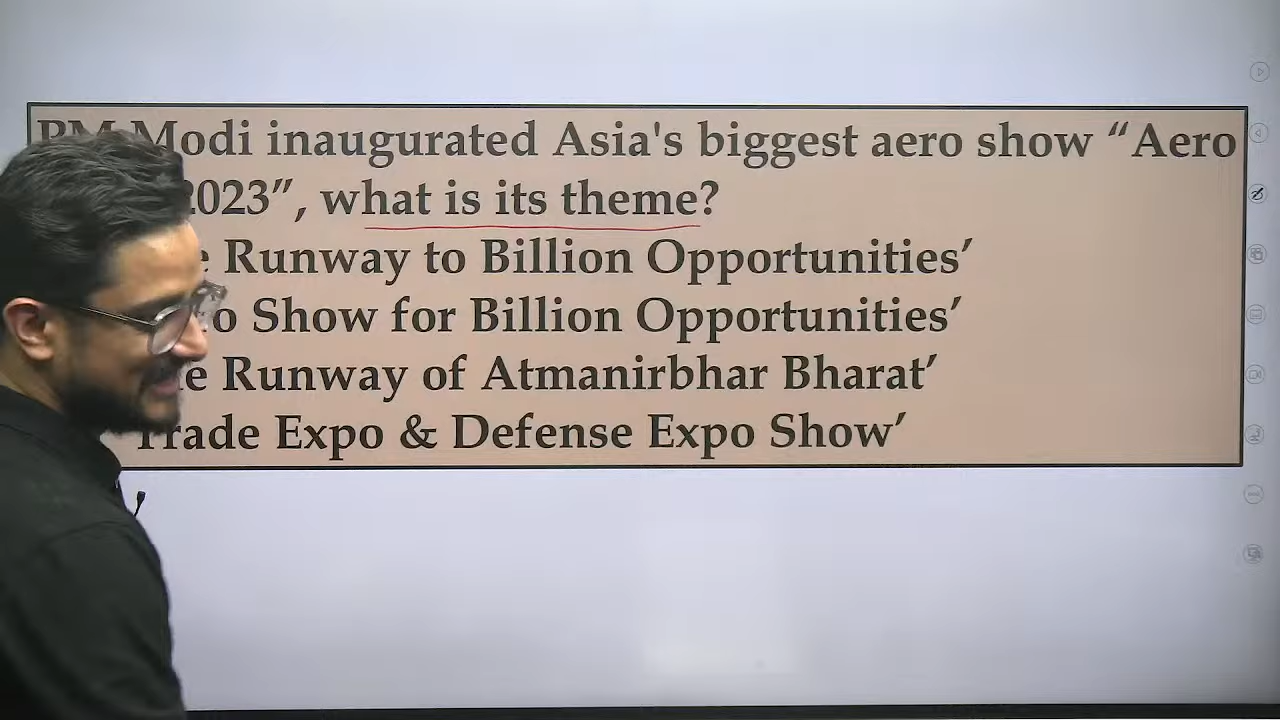 PM Modi inaugurated Asia's biggest aero show “Aero
2023”, what is its theme?
Runway to Billion Opportunities’
Show for Billion Opportunities’
Runway of Atmanirbhar Bharat’
Trade Expo & Defense Expo Show’